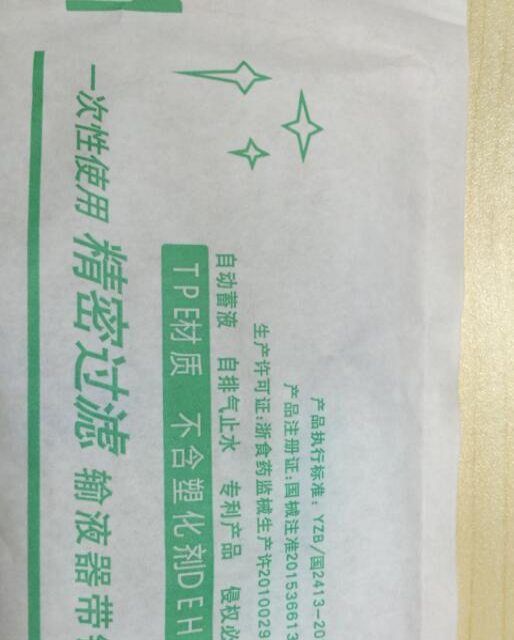 一次性使用 精密过滤 输液器带
TPE材质 不含塑化剂DEH
自动蓄液 自排气止水 专利产品 侵权必
生产许可证:浙食药监械生产许2010029
产品注册证:国械注准201536613
产品执行标准: YZB/国2413-20